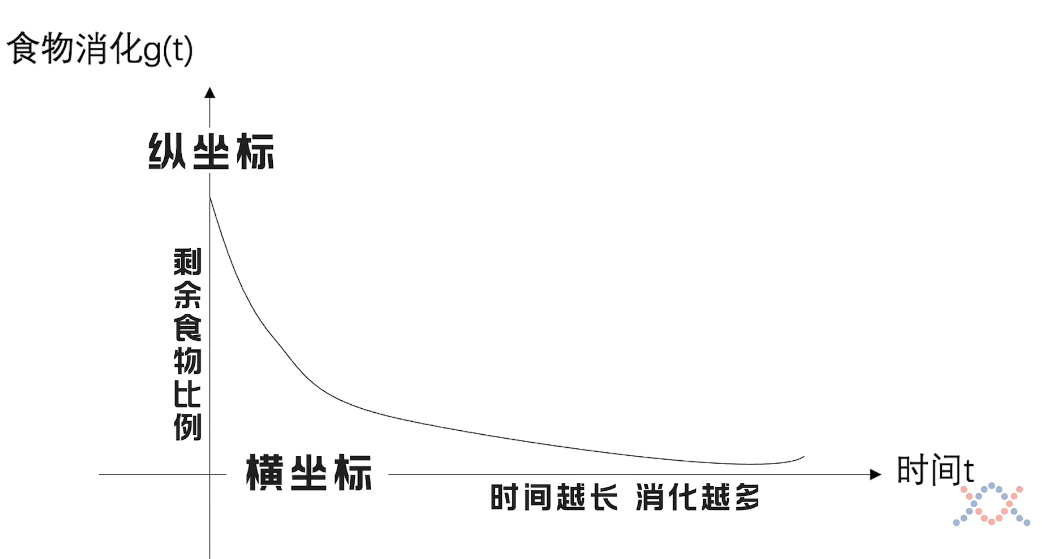 食物消化g(t)
纵坐标
剩余食物比例
横坐标
时间t
时间越长 消化越多